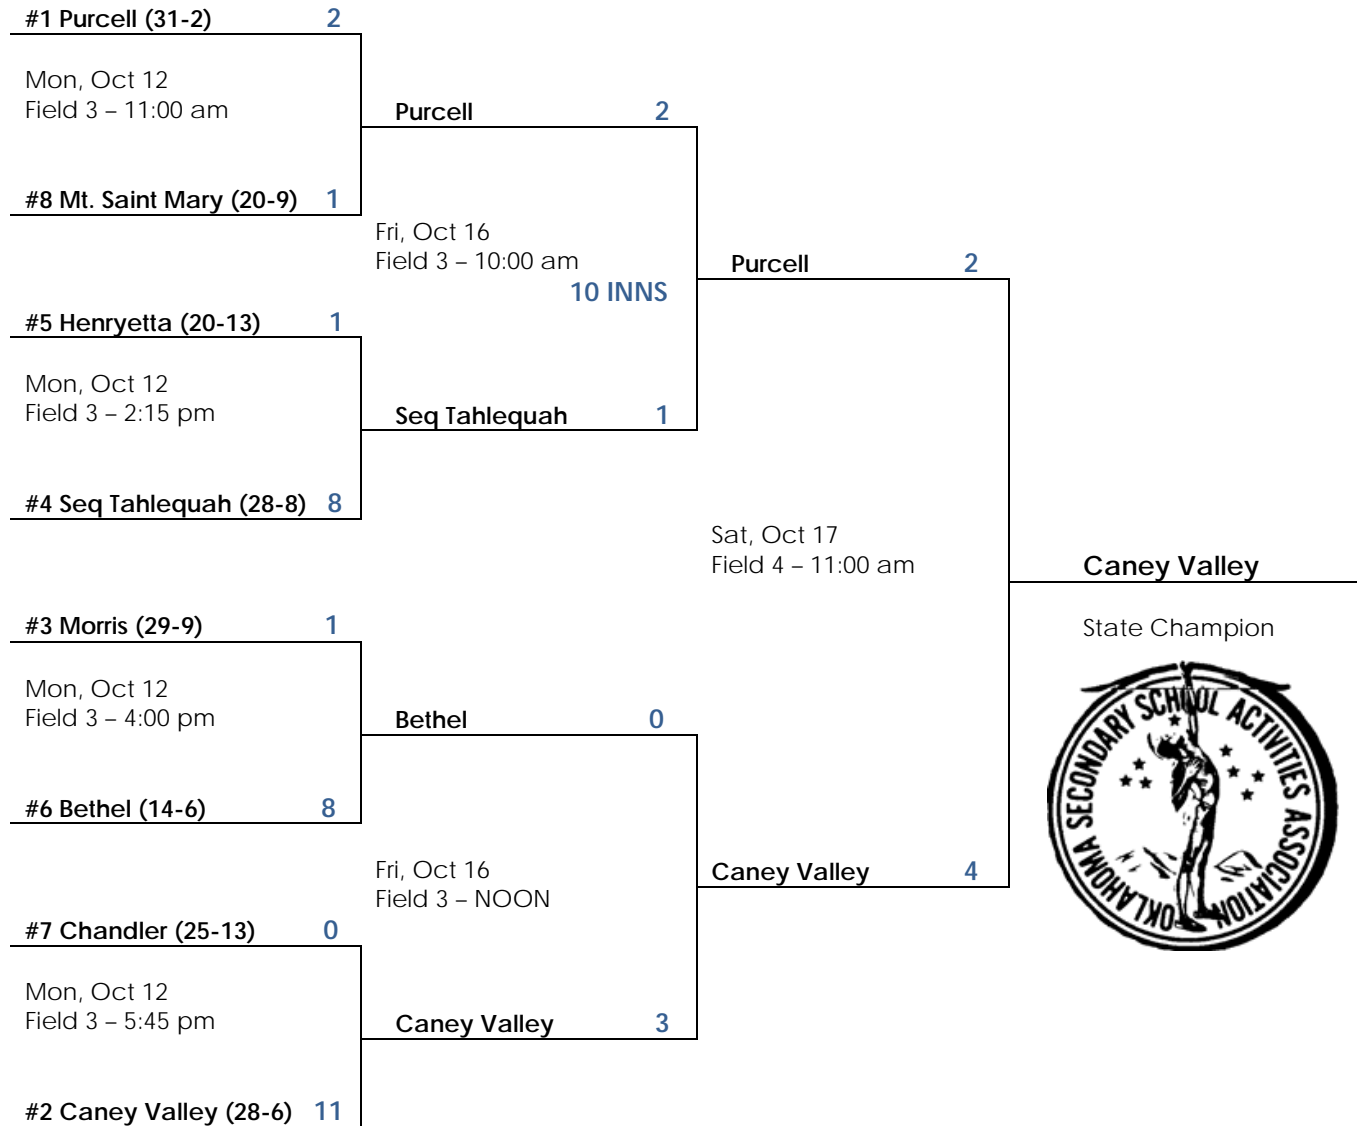 #1 Purcell (31-2) 2
Mon, Oct 12
Field 3 – 11:00 am
#8 Mt. Saint Mary (20-9) 1
Purcell 2
Fri, Oct 16
Field 3 – 10:00 am
10 INNS
#5 Henryetta (20-13) 1
Mon, Oct 12
Field 3 – 2:15 pm
#4 Seq Tahlequah (28-8) 8
Seq Tahlequah 1
Purcell 2
Sat, Oct 17
Field 4 – 11:00 am
#3 Morris (29-9) 1
Mon, Oct 12
Field 3 – 4:00 pm
#6 Bethel (14-6) 8
Bethel 0
Fri, Oct 16
Field 3 – NOON
#7 Chandler (25-13) 0
Mon, Oct 12
Field 3 – 5:45 pm
#2 Caney Valley (28-6) 11
Caney Valley 3
Caney Valley 4
Caney Valley
State Champion
OKLAHOMA SECONDARY SCHOOL ACTIVITIES ASSOCIATION